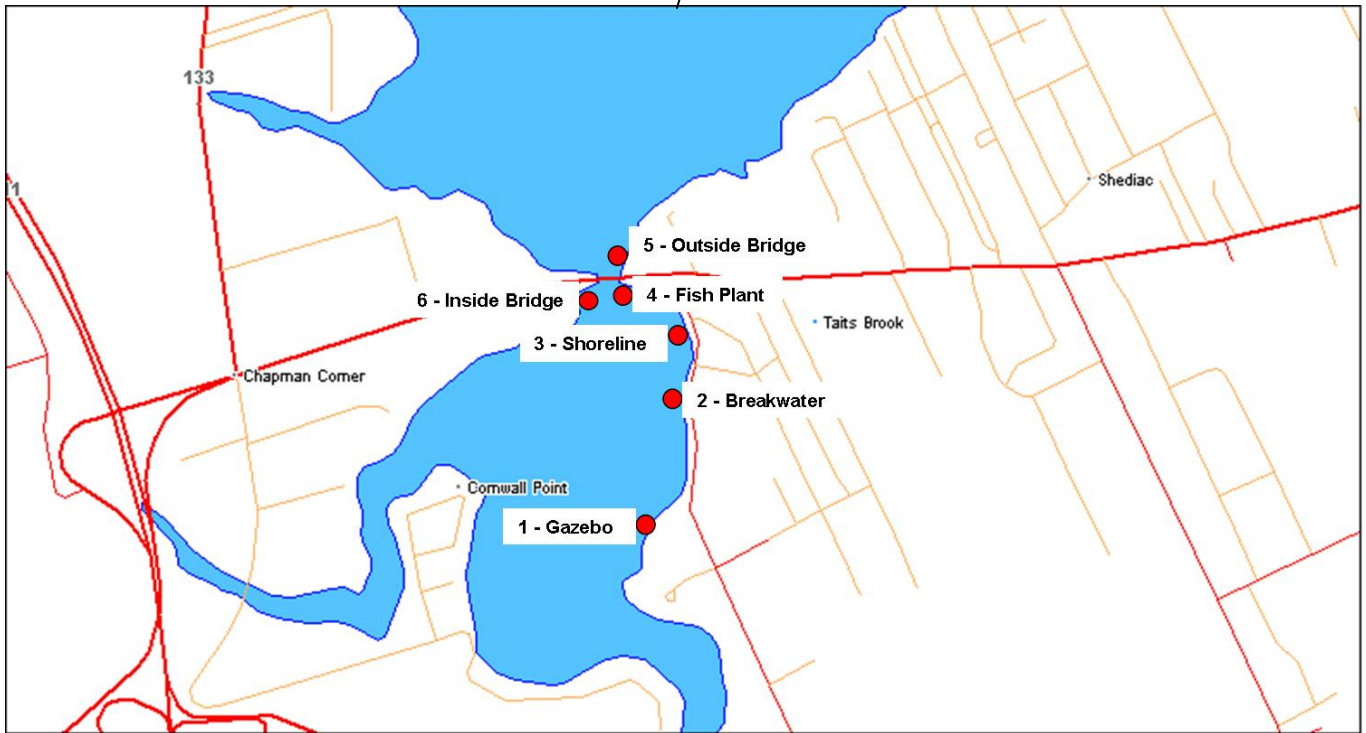 133
1
Shediac
5 - Outside Bridge
6 - Inside Bridge
4 - Fish Plant
Taits Brook
3 - Shoreline
Chapman Corner
2 - Breakwater
Cornwall Point
1 - Gazebo